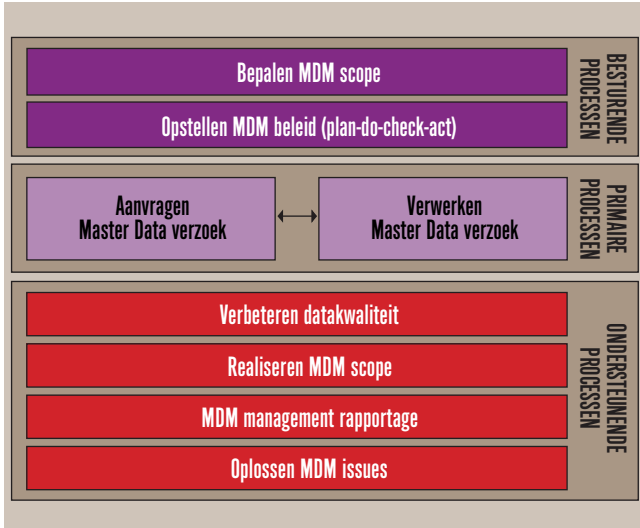 Bepalen MDM scope
Opstellen MDM beleid (plan-do-check-act)
BESTURENDE
PROCESSEN
Aanvragen
Master Data verzoek
Verwerken
Master Data verzoek
PRIMAIRE
PROCESSEN
Verbeteren datakwaliteit
Realiseren MDM scope
MDM management rapportage
Oplossen MDM issues
ONDERSTEUNENDE
PROCESSEN